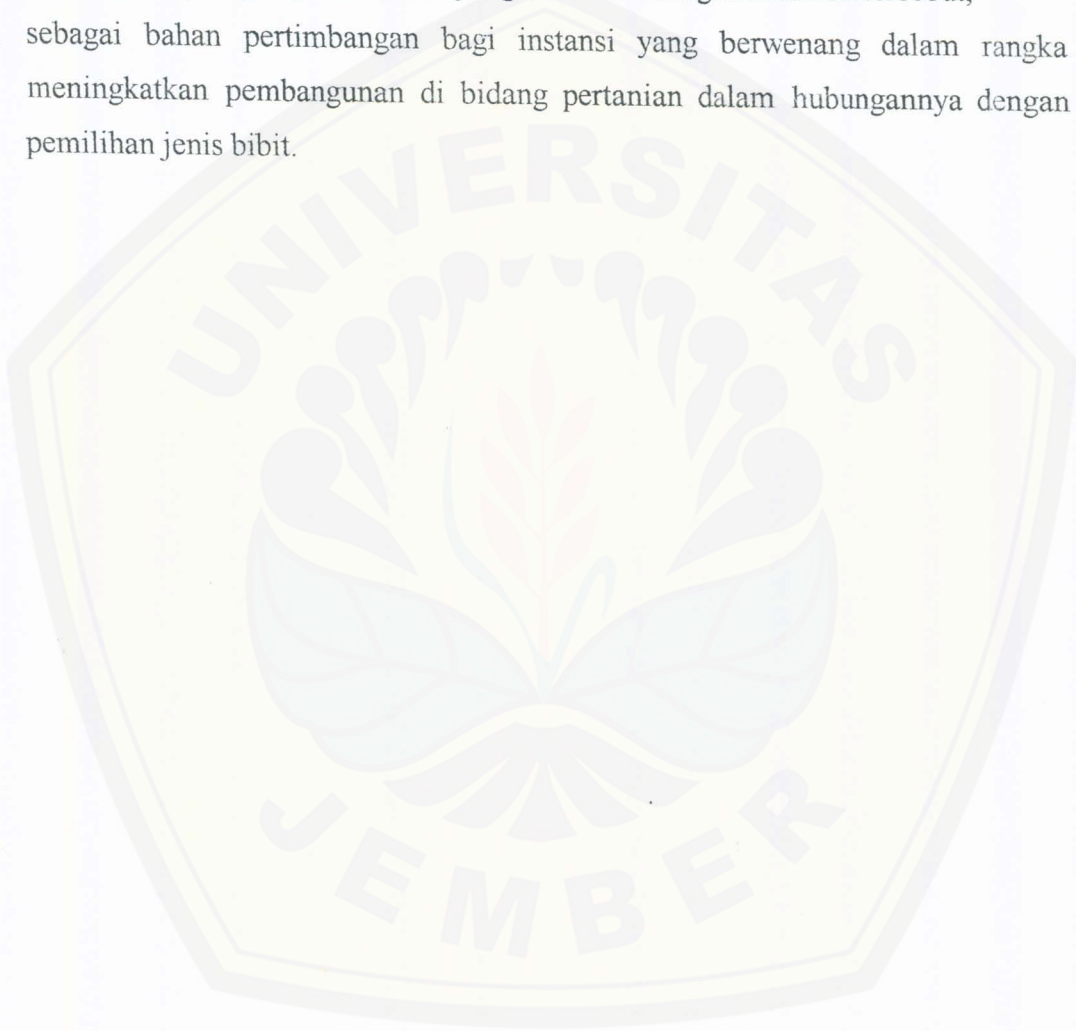 sebagai bahan pertimbangan bagi instansi yang berwenang dalam rangka
meningkatkan pembangunan di bidang pertanian dalam hubungannya dengan
pemilihan jenis bibit.
UNIVERSITAS
JEMBER